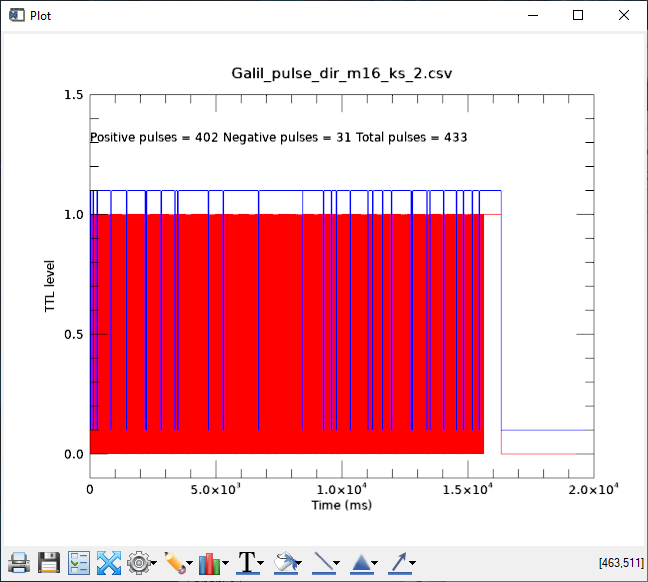 Plot
Galil_pulse_dir_m16_ks_2.csv
1.5
Positive pulses = 402 Negative pulses = 31 Total pulses = 433
1.0
TTL level
0.5
0.0
0 5.0×10³ 1.0×10⁴ 1.5×10⁴ 2.0×10⁴
Time (ms)
T
[463,511]